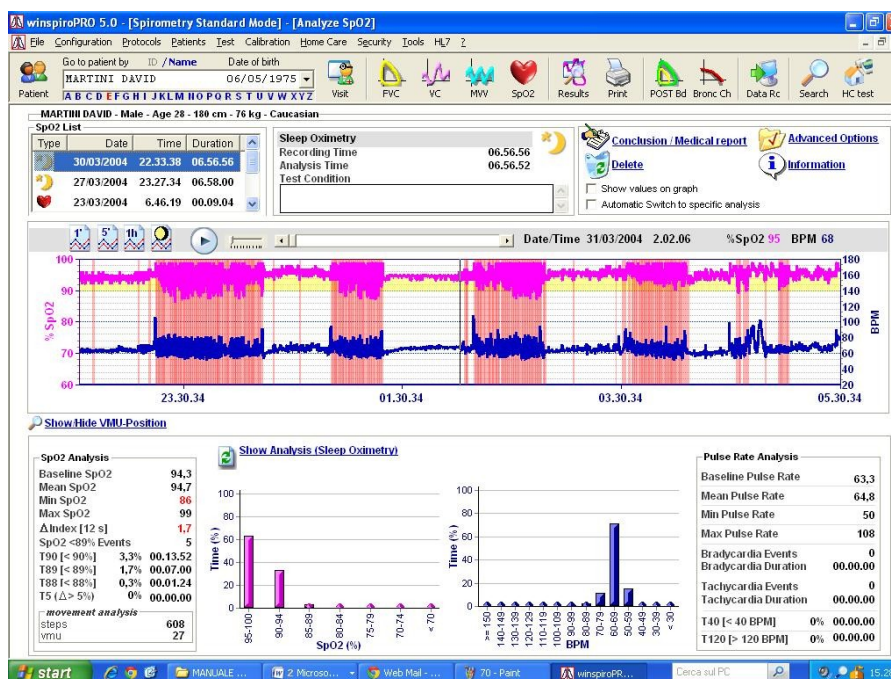 winspiroPRO 5.0 - [Spirometry Standard Mode] - [Analyze SpO2]
File Configuration Protocols Patients Test Calibration Home Care Security Tools HL7 ?
Go to patient by ID / Name Date of birth
MARTINI DAVID 06/05/1975
A B C D E F G H I J K L M N O P Q R S T U V W X Y Z
Patient Visit FVC VC MVV SpO2 Results Print POST Bd Bronc Ch Data Rc Search HC test
MARTINI DAVID - Male - Age 28 - 180 cm - 76 kg - Caucasian
SpO2 List
Type Date Time Duration
30/03/2004 22.33.38 06.56.56
27/03/2004 23.27.34 06.58.00
23/03/2004 6.46.19 00.09.04
Sleep Oximetry
Recording Time 06.56.56
Analysis Time 06.56.52
Test Condition
Conclusion / Medical report
Advanced Options
Delete
Information
Show values on graph
Automatic Switch to specific analysis
1' 5' 1h
Date/Time 31/03/2004 2.02.06 %SpO2 95 BPM 68
% SpO2
100
90
80
70
60
180
160
140
120
100
80
60
40
20
BPM
23.30.34 01.30.34 03.30.34 05.30.34
Show/Hide VMU-Position
SpO2 Analysis
Baseline SpO2 94,3
Mean SpO2 94,7
Min SpO2 86
Max SpO2 99
ΔIndex [12 s] 1,7
SpO2 <89% Events 5
T90 [< 90%] 3,3% 00.13.52
T89 [< 89%] 1,7% 00.07.00
T88 [< 88%] 0,3% 00.01.24
T5 (Δ> 5%) 0% 00.00.00
movement analysis
steps 608
vmu 27
Show Analysis (Sleep Oximetry)
Time (%)
100
80
60
40
20
0
95-100 90-94 85-89 80-84 75-79 70-74 < 70
SpO2 (%)
Time (%)
100
80
60
40
20
0
>= 150 140-149 130-139 120-129 110-119 100-109 90-99 80-89 70-79 60-69 50-59 40-49 30-39 < 30
BPM
Pulse Rate Analysis
Baseline Pulse Rate 63,3
Mean Pulse Rate 64,8
Min Pulse Rate 50
Max Pulse Rate 108
Bradycardia Events 0
Bradycardia Duration 00.00.00
Tachycardia Events 0
Tachycardia Duration 00.00.00
T40 [< 40 BPM] 0% 00.00.00
T120 [> 120 BPM] 0% 00.00.00
start MANUALE ... 2 Microso... Web Mail - ... 70 - Paint winspiroPR... Cerca sul PC